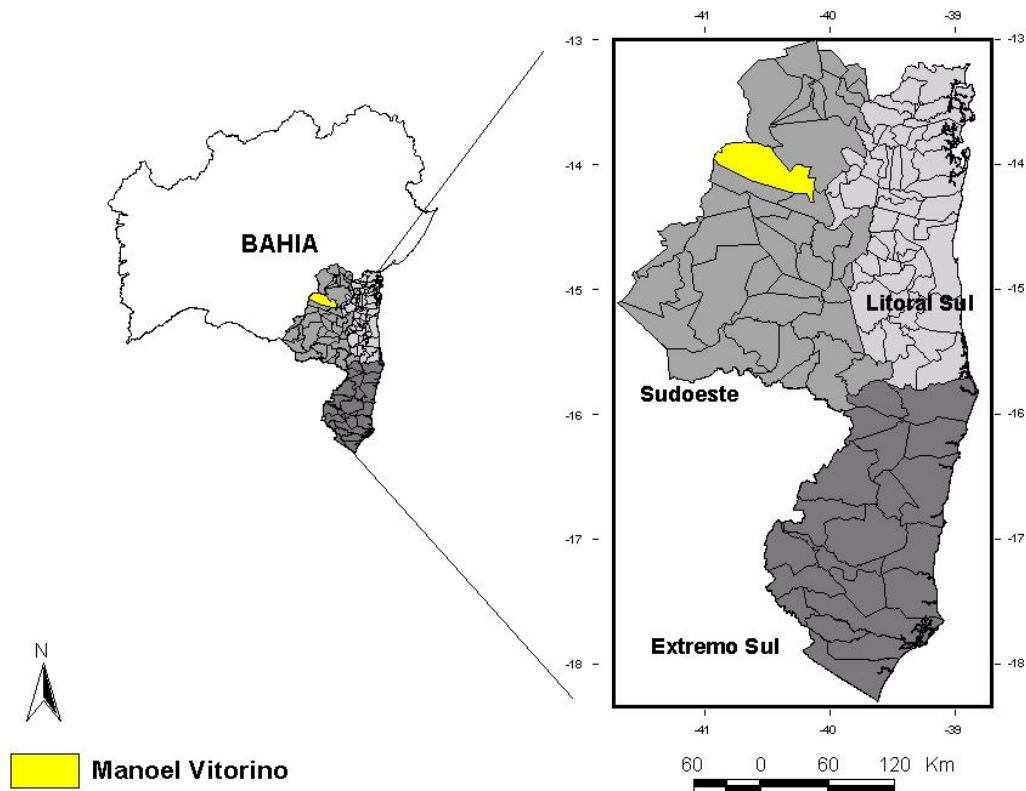 -41 -40 -39
-13 -13
-14 -14
BAHIA
-15 -15
Litoral Sul
Sudoeste
-16 -16
-17 -17
Extremo Sul
N
-18 -18
-41 -40 -39
Manoel Vitorino
60 0 60 120 Km